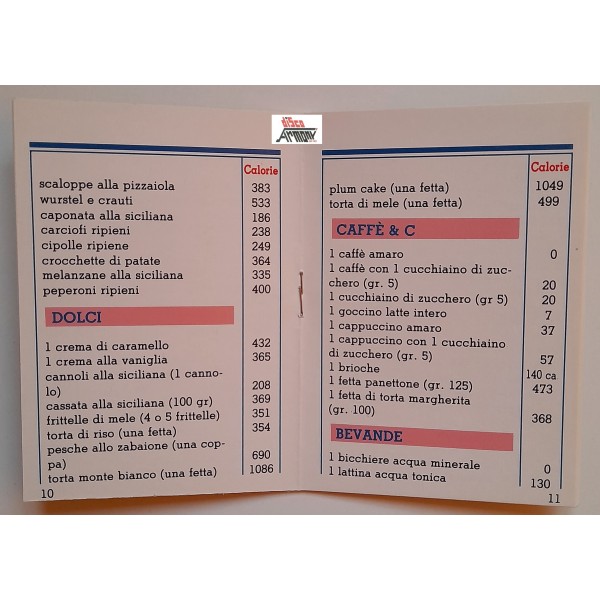 disco
ARMONY
Calorie
scaloppe alla pizzaiola 383
wurstel e crauti 533
caponata alla siciliana 186
carciofi ripieni 238
cipolle ripiene 249
crocchette di patate 364
melanzane alla siciliana 335
peperoni ripieni 400
DOLCI
1 crema di caramello 432
1 crema alla vaniglia 365
cannoli alla siciliana (1 canno-
lo) 208
cassata alla siciliana (100 gr) 369
frittelle di mele (4 o 5 frittelle) 351
torta di riso (una fetta) 354
pesche allo zabaione (una cop-
pa) 690
torta monte bianco (una fetta) 1086
10
Calorie
plum cake (una fetta) 1049
torta di mele (una fetta) 499
CAFFÈ & C
1 caffè amaro 0
1 caffè con 1 cucchiaino di zuc-
chero (gr. 5) 20
1 cucchiaino di zucchero (gr 5) 20
1 goccino latte intero 7
1 cappuccino amaro 37
1 cappuccino con 1 cucchiaino
di zucchero (gr. 5) 57
1 brioche 140 ca.
1 fetta panettone (gr. 125) 473
1 fetta di torta margherita
(gr. 100) 368
BEVANDE
1 bicchiere acqua minerale 0
1 lattina acqua tonica 130
11